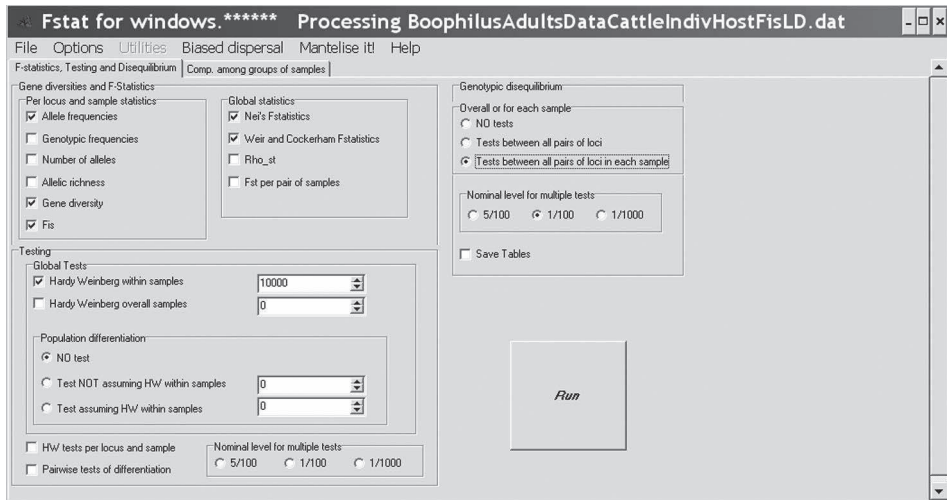 Fstat for windows.****** Processing BoophilusAdultsDataCattleIndivHostFisLD.dat
File Options Utilities Biased dispersal Mantelise it! Help
F-statistics, Testing and Disequilibrium Comp. among groups of samples
Gene diversities and F-Statistics
Per locus and sample statistics
Allele frequencies
Genotypic frequencies
Number of alleles
Allelic richness
Gene diversity
Fis
Global statistics
Nei's Fstatistics
Weir and Cockerham Fstatistics
Rho_st
Fst per pair of samples
Testing
Global Tests
Hardy Weinberg within samples 10000
Hardy Weinberg overall samples 0
Population differentiation
NO test
Test NOT assuming HW within samples 0
Test assuming HW within samples 0
HW tests per locus and sample
Pairwise tests of differentiation
Nominal level for multiple tests
5/100 1/100 1/1000
Genotypic disequilibrium
Overall or for each sample
NO tests
Tests between all pairs of loci
Tests between all pairs of loci in each sample
Nominal level for multiple tests
5/100 1/100 1/1000
Save Tables
Run